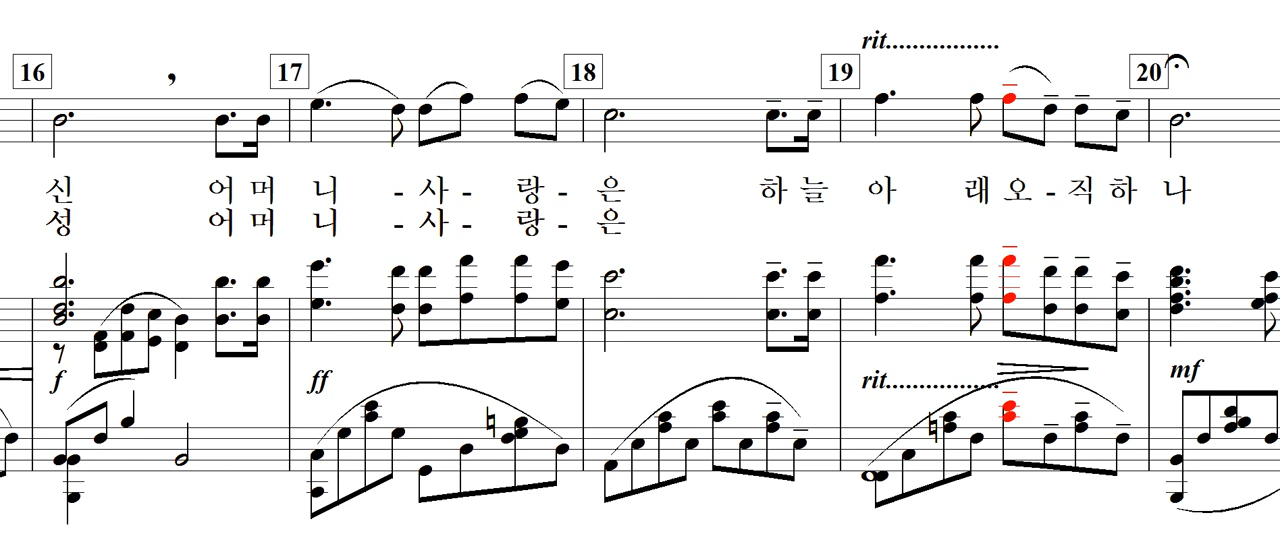 rit..................
16 17 18 19 20
신 어 머 니 - 사 - 랑 - 은 하 늘 아 래 오 - 직 하 나
성 어 머 니 - 사 - 랑 - 은
f ff rit.................. mf